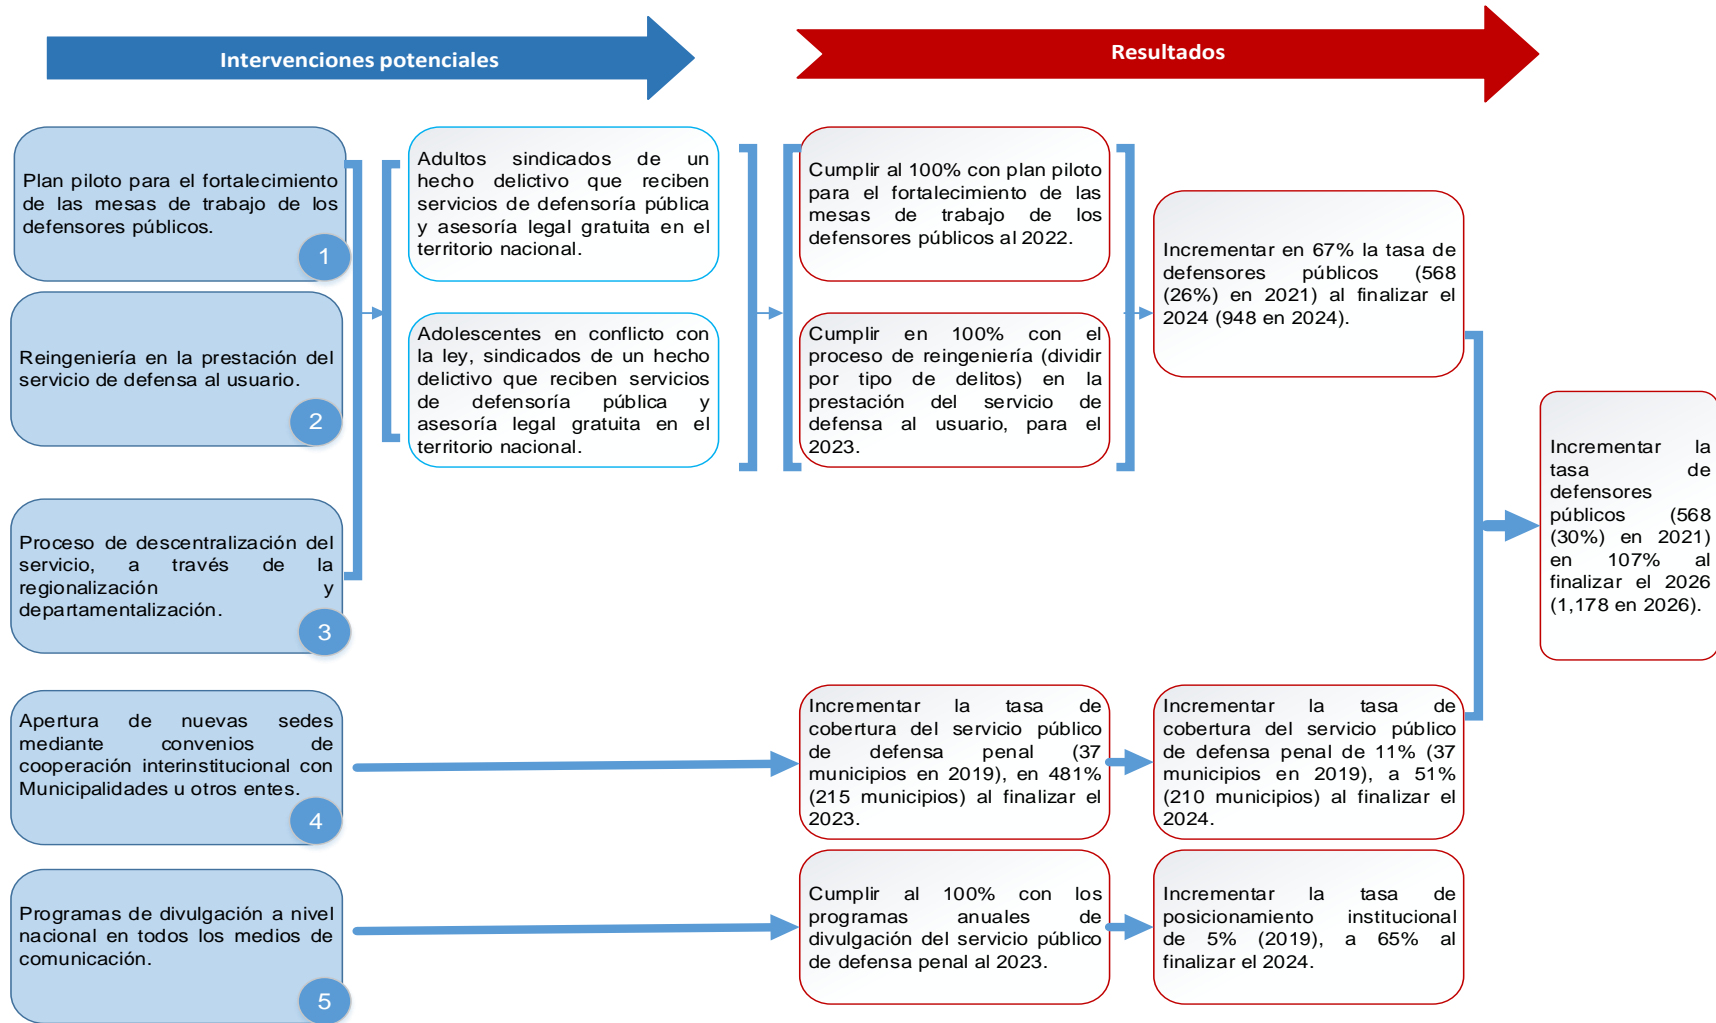 Intervenciones potenciales
Resultados
Plan piloto para el fortalecimiento
de las mesas de trabajo de los
defensores públicos.
1
Reingeniería en la prestación del
servicio de defensa al usuario.
2
Proceso de descentralización del
servicio, a través de la
regionalización y
departamentalización.
3
Apertura de nuevas sedes
mediante convenios de
cooperación interinstitucional con
Municipalidades u otros entes.
4
Programas de divulgación a nivel
nacional en todos los medios de
comunicación.
5
Adultos sindicados de un
hecho delictivo que reciben
servicios de defensoría pública
y asesoría legal gratuita en el
territorio nacional.
Adolescentes en conflicto con
la ley, sindicados de un hecho
delictivo que reciben servicios
de defensoría pública y
asesoría legal gratuita en el
territorio nacional.
Cumplir al 100% con plan piloto
para el fortalecimiento de las
mesas de trabajo de los
defensores públicos al 2022.
Cumplir en 100% con el
proceso de reingeniería (dividir
por tipo de delitos) en la
prestación del servicio de
defensa al usuario, para el
2023.
Incrementar la tasa de
cobertura del servicio público
de defensa penal (37
municipios en 2019), en 481%
(215 municipios) al finalizar el
2023.
Cumplir al 100% con los
programas anuales de
divulgación del servicio público
de defensa penal al 2023.
Incrementar en 67% la tasa de
defensores públicos (568
(26%) en 2021) al finalizar el
2024 (948 en 2024).
Incrementar la tasa de
cobertura del servicio público
de defensa penal de 11% (37
municipios en 2019), a 51%
(210 municipios) al finalizar el
2024.
Incrementar la tasa de
posicionamiento institucional
de 5% (2019), a 65% al
finalizar el 2024.
Incrementar la
tasa de
defensores
públicos (568
(30%) en 2021)
en 107% al
finalizar el 2026
(1,178 en 2026).